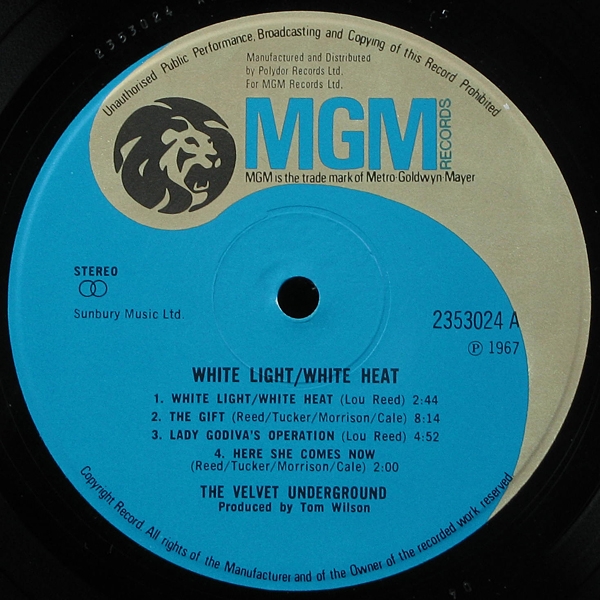 2353024 A
Unauthorised Public Performance, Broadcasting and Copying of this Record Prohibited
Manufactured and Distributed
by Polydor Records Ltd.
For MGM Records Ltd.
MGM RECORDS
MGM is the trade mark of Metro-Goldwyn-Mayer
STEREO
Sunbury Music Ltd.
2353024 A
Ⓟ 1967
WHITE LIGHT/WHITE HEAT
1. WHITE LIGHT/WHITE HEAT (Lou Reed) 2:44
2. THE GIFT (Reed/Tucker/Morrison/Cale) 8:14
3. LADY GODIVA'S OPERATION (Lou Reed) 4:52
4. HERE SHE COMES NOW
(Reed/Tucker/Morrison/Cale) 2:00
THE VELVET UNDERGROUND
Produced by Tom Wilson
Copyright Record All rights of the Manufacturer and of the Owner of the recorded work reserved